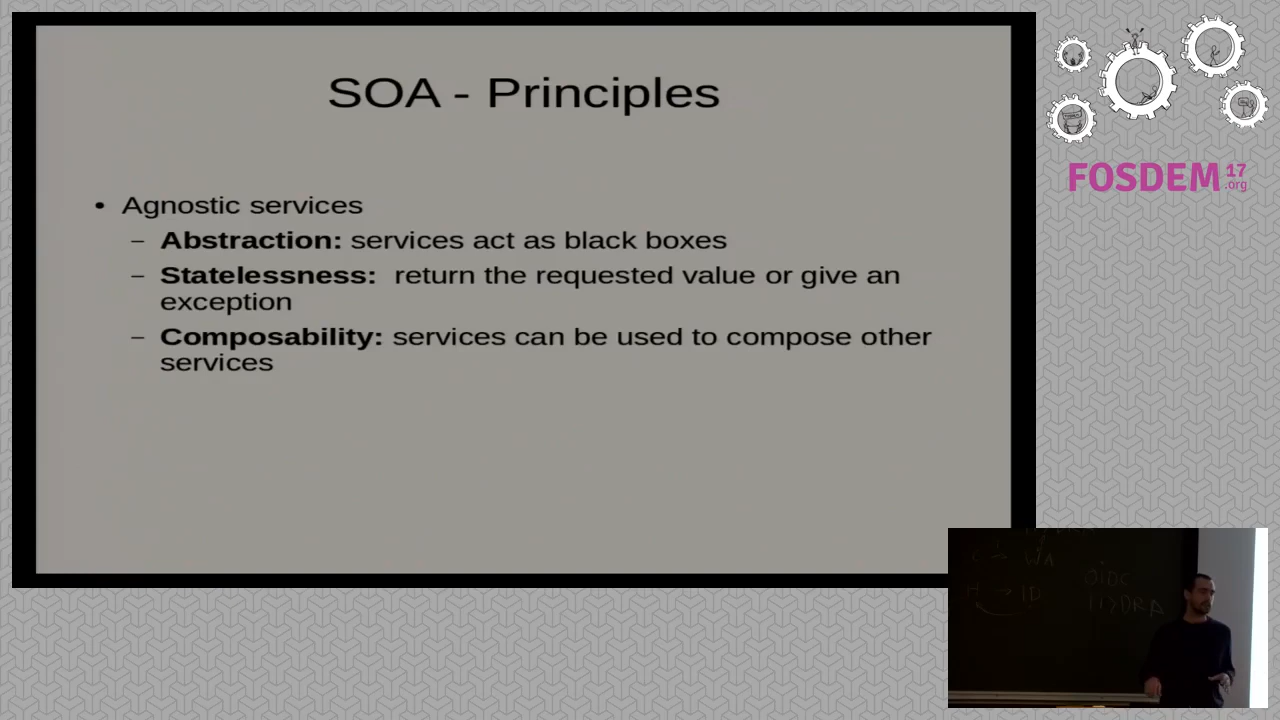 SOA - Principles
• Agnostic services
– Abstraction: services act as black boxes
– Statelessness: return the requested value or give an
exception
– Composability: services can be used to compose other
services
FOSDEM 17
.org